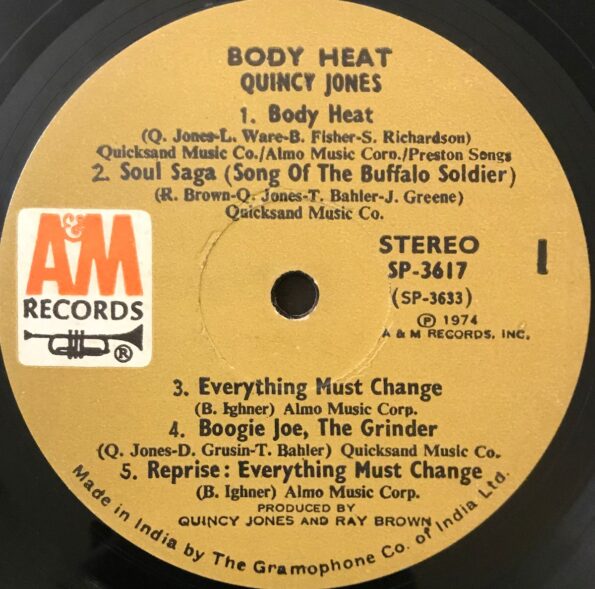 BODY HEAT
QUINCY JONES
1. Body Heat
(Q. Jones-L. Ware-B. Fisher-S. Richardson)
Quicksand Music Co./Almo Music Corp./Preston Songs
2. Soul Saga (Song Of The Buffalo Soldier)
(R. Brown-Q. Jones-T. Bahler-J. Greene)
Quicksand Music Co.
A&M
RECORDS
®
STEREO
SP-3617
(SP-3633)
Ⓟ 1974
A & M RECORDS, INC.
1
3. Everything Must Change
(B. Ighner) Almo Music Corp.
4. Boogie Joe, The Grinder
(Q. Jones-D. Grusin-T. Bahler) Quicksand Music Co.
5. Reprise: Everything Must Change
(B. Ighner) Almo Music Corp.
PRODUCED BY
QUINCY JONES AND RAY BROWN
Made in India by The Gramophone Co. of India Ltd.